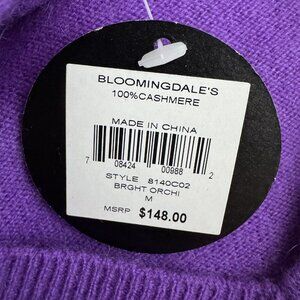 BLOOMINGDALE'S
100%CASHMERE
MADE IN CHINA
7 08424 00988 2
STYLE 8140C02
BRGHT ORCHI
M
MSRP $148.00